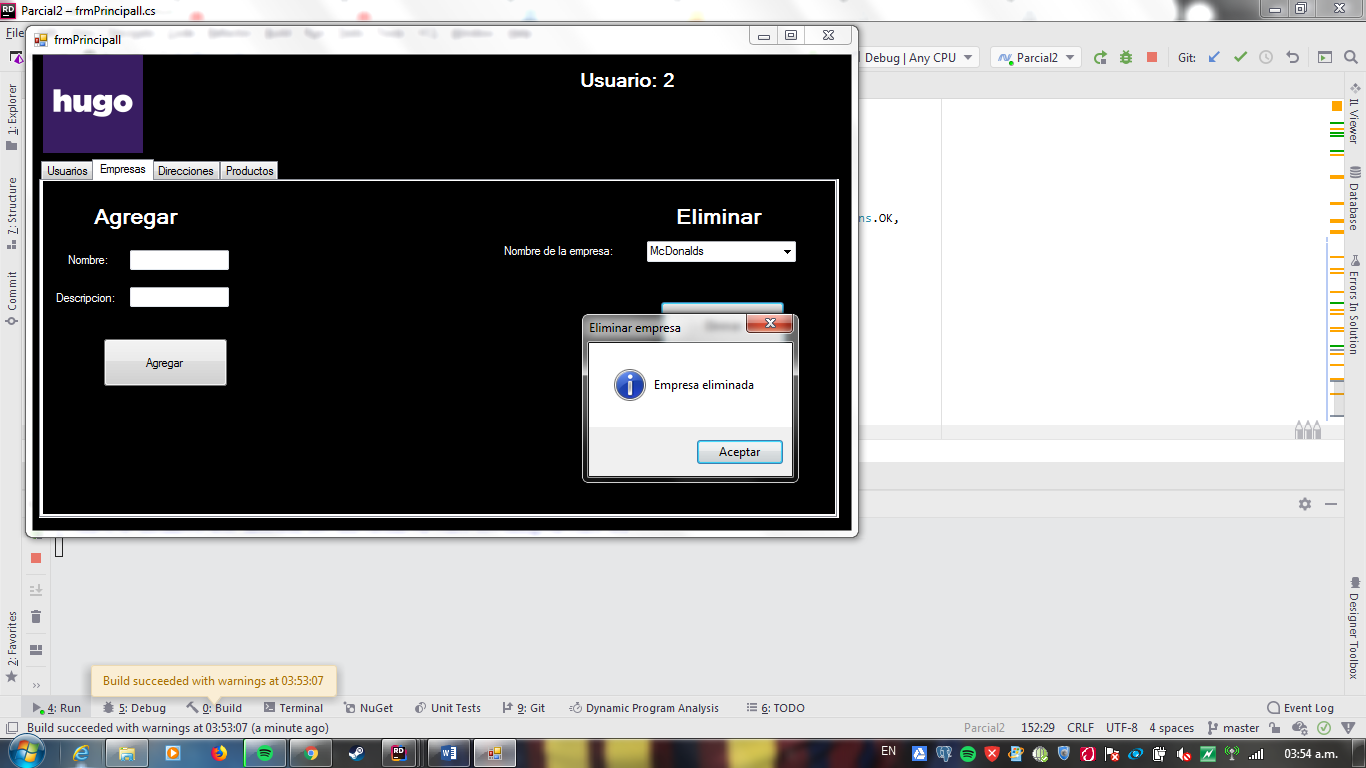 Parcial2 – frmPrincipall.cs
File
frmPrincipall
Debug | Any CPU
Parcial2
Git:
hugo
Usuario: 2
Usuarios
Empresas
Direcciones
Productos
Agregar
Eliminar
ns.OK,
Nombre:
Nombre de la empresa:
McDonalds
Descripcion:
Agregar
Eliminar empresa
Empresa eliminada
Aceptar
1: Explorer
7: Structure
Commit
2: Favorites
IL Viewer
Database
Errors In Solution
Designer Toolbox
Build succeeded with warnings at 03:53:07
4: Run
5: Debug
0: Build
Terminal
NuGet
Unit Tests
9: Git
Dynamic Program Analysis
6: TODO
Event Log
Build succeeded with warnings at 03:53:07 (a minute ago)
Parcial2
152:29
CRLF
UTF-8
4 spaces
master
EN
03:54 a.m.